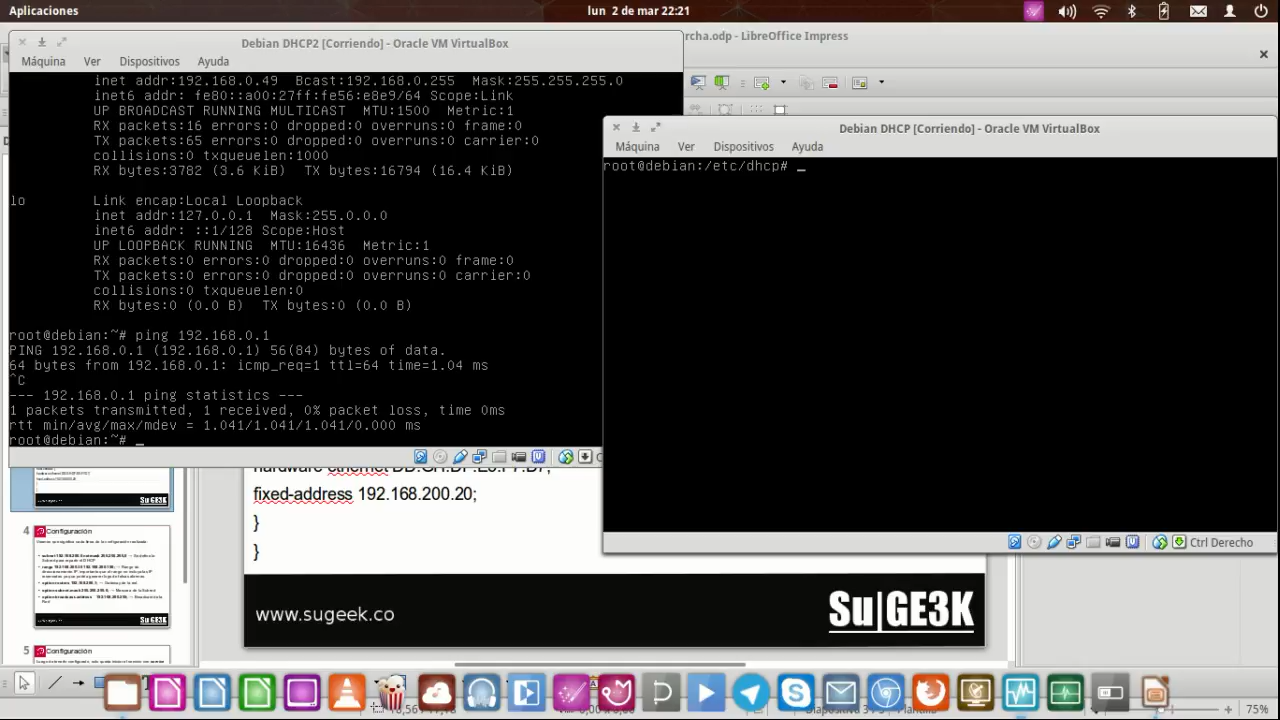 Aplicaciones
lun 2 de mar 22:21
Debian DHCP2 [Corriendo] - Oracle VM VirtualBox
rcha.odp - LibreOffice Impress
Máquina Ver Dispositivos Ayuda
inet addr:192.168.0.49 Bcast:192.168.0.255 Mask:255.255.255.0
inet6 addr: fe80::a00:27ff:fe56:e8e9/64 Scope:Link
UP BROADCAST RUNNING MULTICAST MTU:1500 Metric:1
RX packets:16 errors:0 dropped:0 overruns:0 frame:0
TX packets:65 errors:0 dropped:0 overruns:0 carrier:0
collisions:0 txqueuelen:1000
RX bytes:3782 (3.6 KiB) TX bytes:16794 (16.4 KiB)
lo Link encap:Local Loopback
inet addr:127.0.0.1 Mask:255.0.0.0
inet6 addr: ::1/128 Scope:Host
UP LOOPBACK RUNNING MTU:16436 Metric:1
RX packets:0 errors:0 dropped:0 overruns:0 frame:0
TX packets:0 errors:0 dropped:0 overruns:0 carrier:0
collisions:0 txqueuelen:0
RX bytes:0 (0.0 B) TX bytes:0 (0.0 B)
root@debian:~# ping 192.168.0.1
PING 192.168.0.1 (192.168.0.1) 56(84) bytes of data.
64 bytes from 192.168.0.1: icmp_req=1 ttl=64 time=1.04 ms
^C
--- 192.168.0.1 ping statistics ---
1 packets transmitted, 1 received, 0% packet loss, time 0ms
rtt min/avg/max/mdev = 1.041/1.041/1.041/0.000 ms
root@debian:~# _
Debian DHCP [Corriendo] - Oracle VM VirtualBox
Máquina Ver Dispositivos Ayuda
root@debian:/etc/dhcp# _
Ctrl Derecho
fixed-address 192.168.200.20;
}
}
www.sugeek.co
Su|GE3K
Su|GE3K
4
Configuración
Su|GE3K
5
Configuración
75%